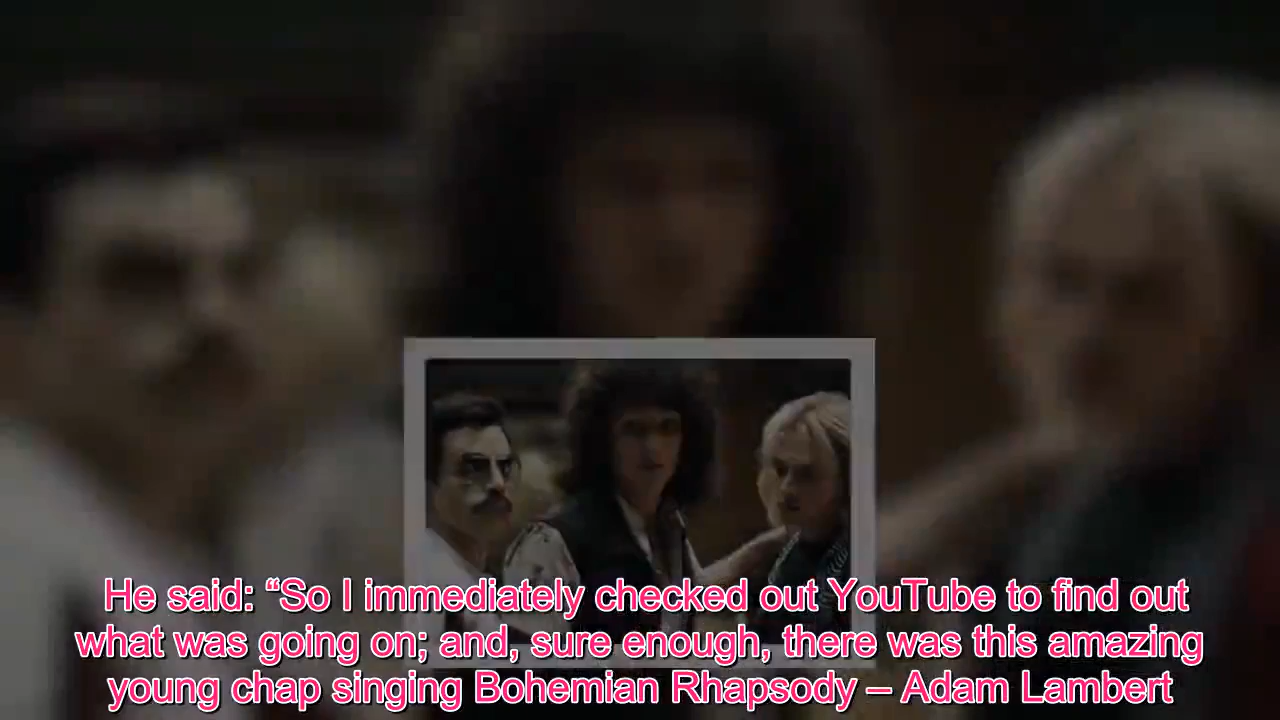 He said: “So I immediately checked out YouTube to find out
what was going on; and, sure enough, there was this amazing
young chap singing Bohemian Rhapsody – Adam Lambert